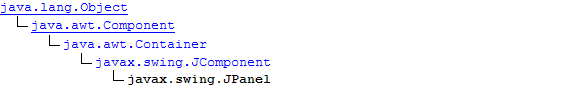 java.lang.Object
java.awt.Component
java.awt.Container
javax.swing.JComponent
javax.swing.JPanel